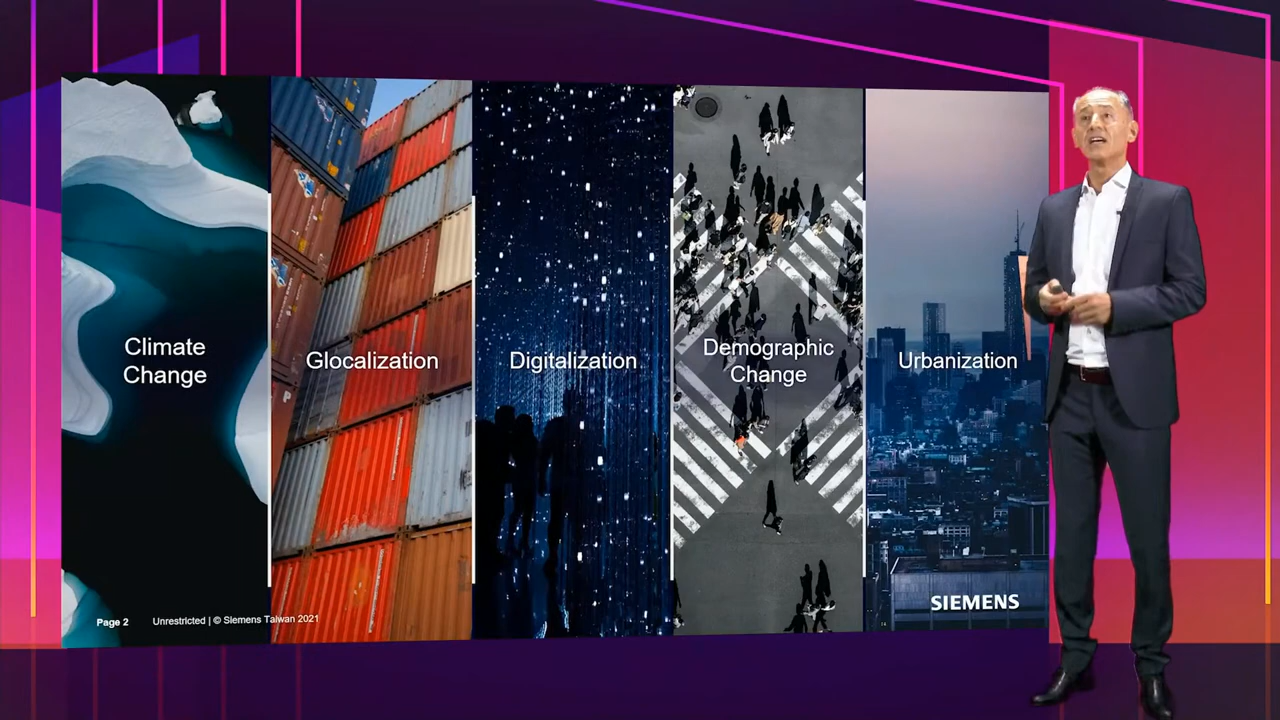 Climate
Change
Glocalization
Digitalization
Demographic
Change
Urbanization
SIEMENS
Page 2 Unrestricted | © Siemens Taiwan 2021